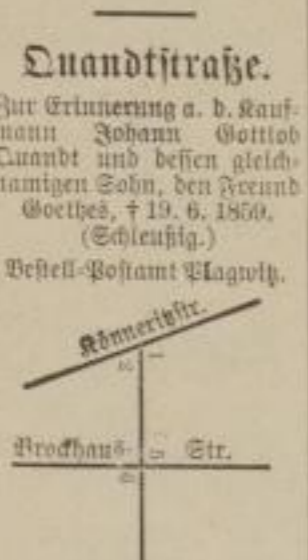 Quandtstraße.
Zur Erinnerung a. d. Kauf-
mann Johann Gottlob
Quandt und dessen gleich-
namigen Sohn, den Freund
Goethes, † 19. 6. 1859.
(Schleußig.)
Bestell-Postamt Plagwitz.
Könneritzstr.
1
Brockhaus- Str.